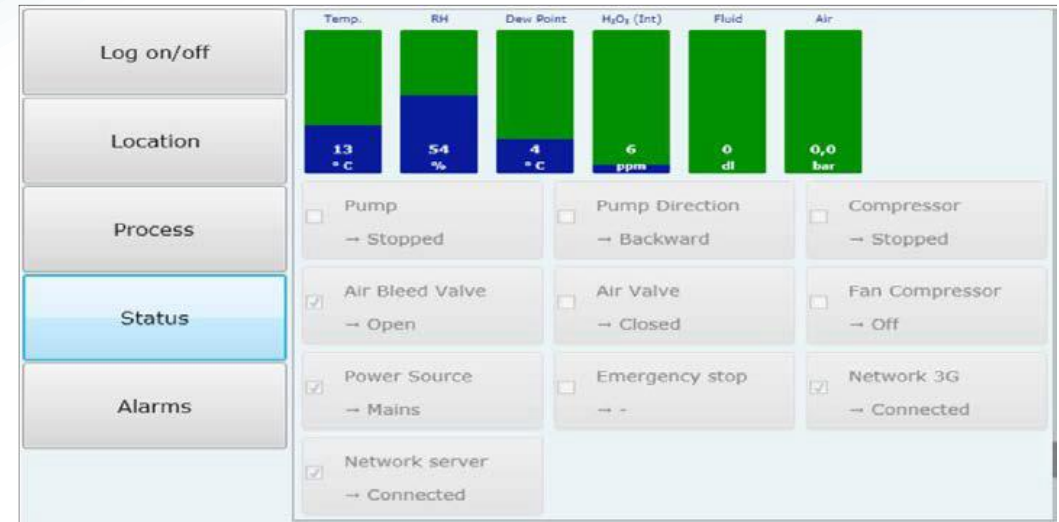 Log on/off
Location
Process
Status
Alarms
Temp. RH Dew Point H₂O₂ (Int) Fluid Air
13 54 4 6 0 0,0
° C % ° C ppm dl bar
Pump Pump Direction Compressor
→ Stopped → Backward → Stopped
Air Bleed Valve Air Valve Fan Compressor
→ Open → Closed → Off
Power Source Emergency stop Network 3G
→ Mains → - → Connected
Network server
→ Connected